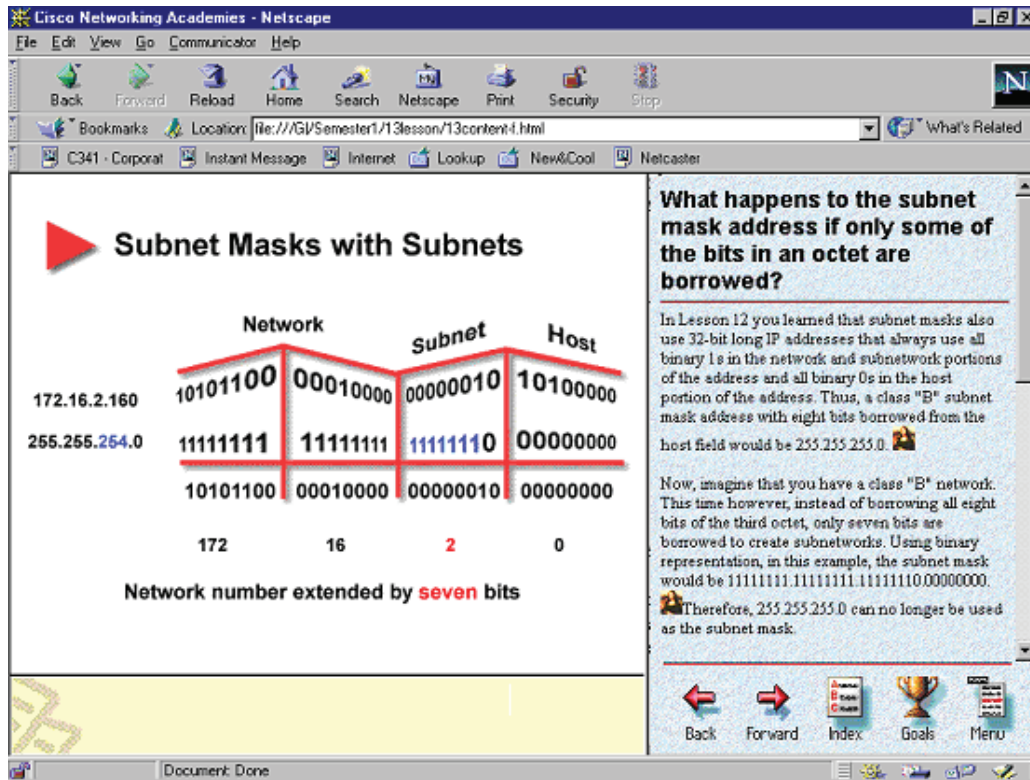 Cisco Networking Academies - Netscape
File Edit View Go Communicator Help
Back Forward Reload Home Search Netscape Print Security Stop
N
Bookmarks Location: file:///G|/Semester1/13lesson/13content-f.html What's Related
C341 - Corporat Instant Message Internet Lookup New&Cool Netcaster
Subnet Masks with Subnets
Network Subnet Host
172.16.2.160 10101100 00010000 00000010 10100000
255.255.254.0 11111111 11111111 11111110 00000000
10101100 00010000 00000010 00000000
172 16 2 0
Network number extended by seven bits
What happens to the subnet
mask address if only some of
the bits in an octet are
borrowed?
In Lesson 12 you learned that subnet masks also
use 32-bit long IP addresses that always use all
binary 1s in the network and subnetwork portions
of the address and all binary 0s in the host
portion of the address. Thus, a class "B" subnet
mask address with eight bits borrowed from the
host field would be 255.255.255.0.
Now, imagine that you have a class "B" network.
This time however, instead of borrowing all eight
bits of the third octet, only seven bits are
borrowed to create subnetworks. Using binary
representation, in this example, the subnet mask
would be 11111111.11111111.11111110.00000000.
Therefore, 255.255.255.0 can no longer be used
as the subnet mask.
Back Forward Index Goals Menu
Document: Done